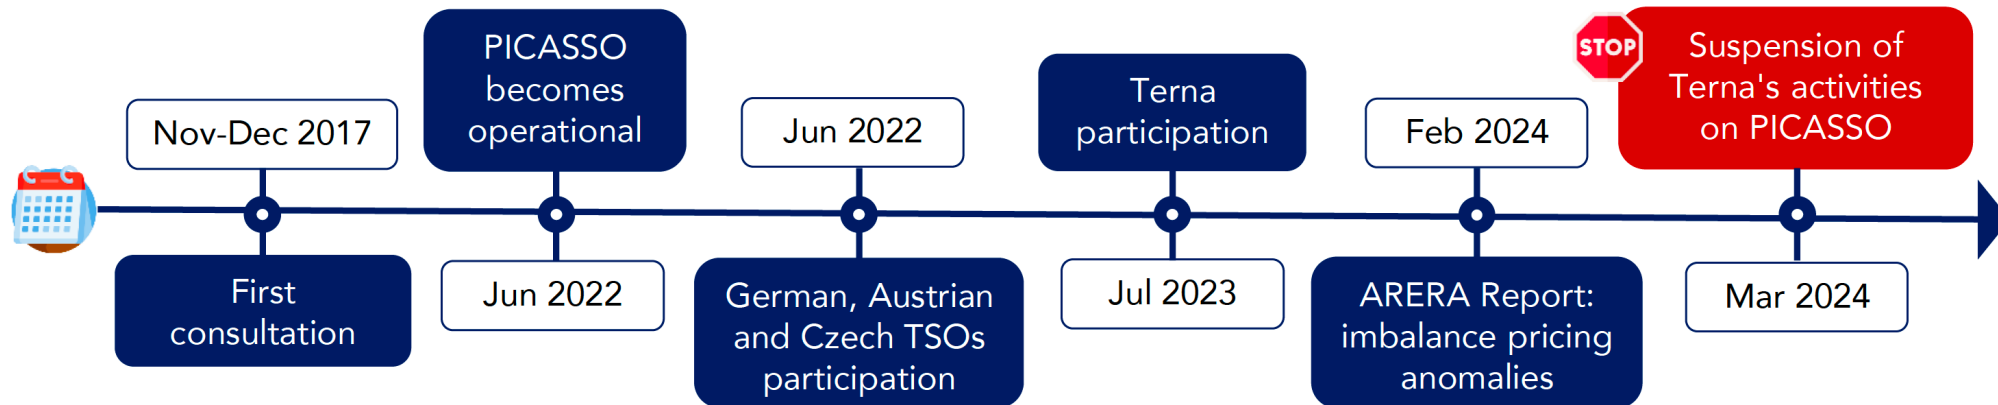 Nov-Dec 2017
First
consultation
PICASSO
becomes
operational
Jun 2022
Jun 2022
German, Austrian
and Czech TSOs
participation
Terna
participation
Jul 2023
Feb 2024
ARERA Report:
imbalance pricing
anomalies
STOP
Suspension of
Terna's activities
on PICASSO
Mar 2024